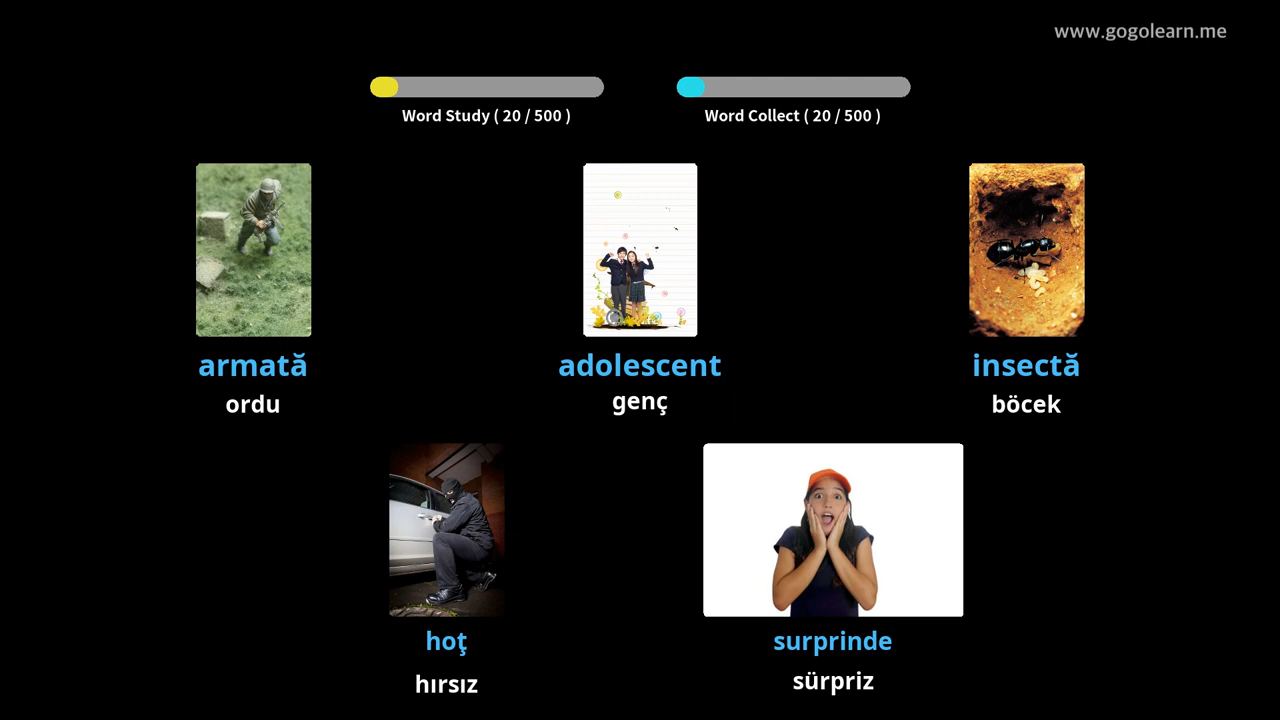 www.gogolearn.me
Word Study ( 20 / 500 )
Word Collect ( 20 / 500 )
armată
ordu
adolescent
genç
insectă
böcek
hoţ
hırsız
surprinde
sürpriz